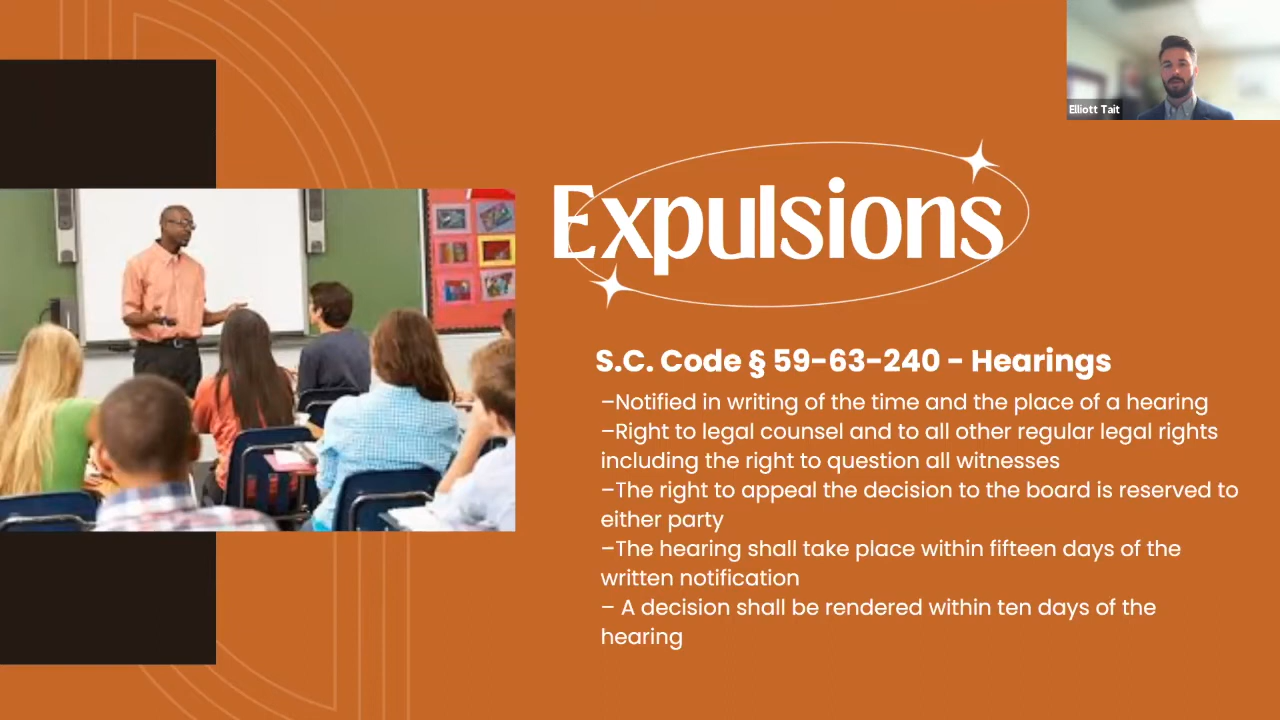 Elliott Tait
Expulsions
S.C. Code § 59-63-240 - Hearings
–Notified in writing of the time and the place of a hearing
–Right to legal counsel and to all other regular legal rights
including the right to question all witnesses
–The right to appeal the decision to the board is reserved to
either party
–The hearing shall take place within fifteen days of the
written notification
– A decision shall be rendered within ten days of the
hearing